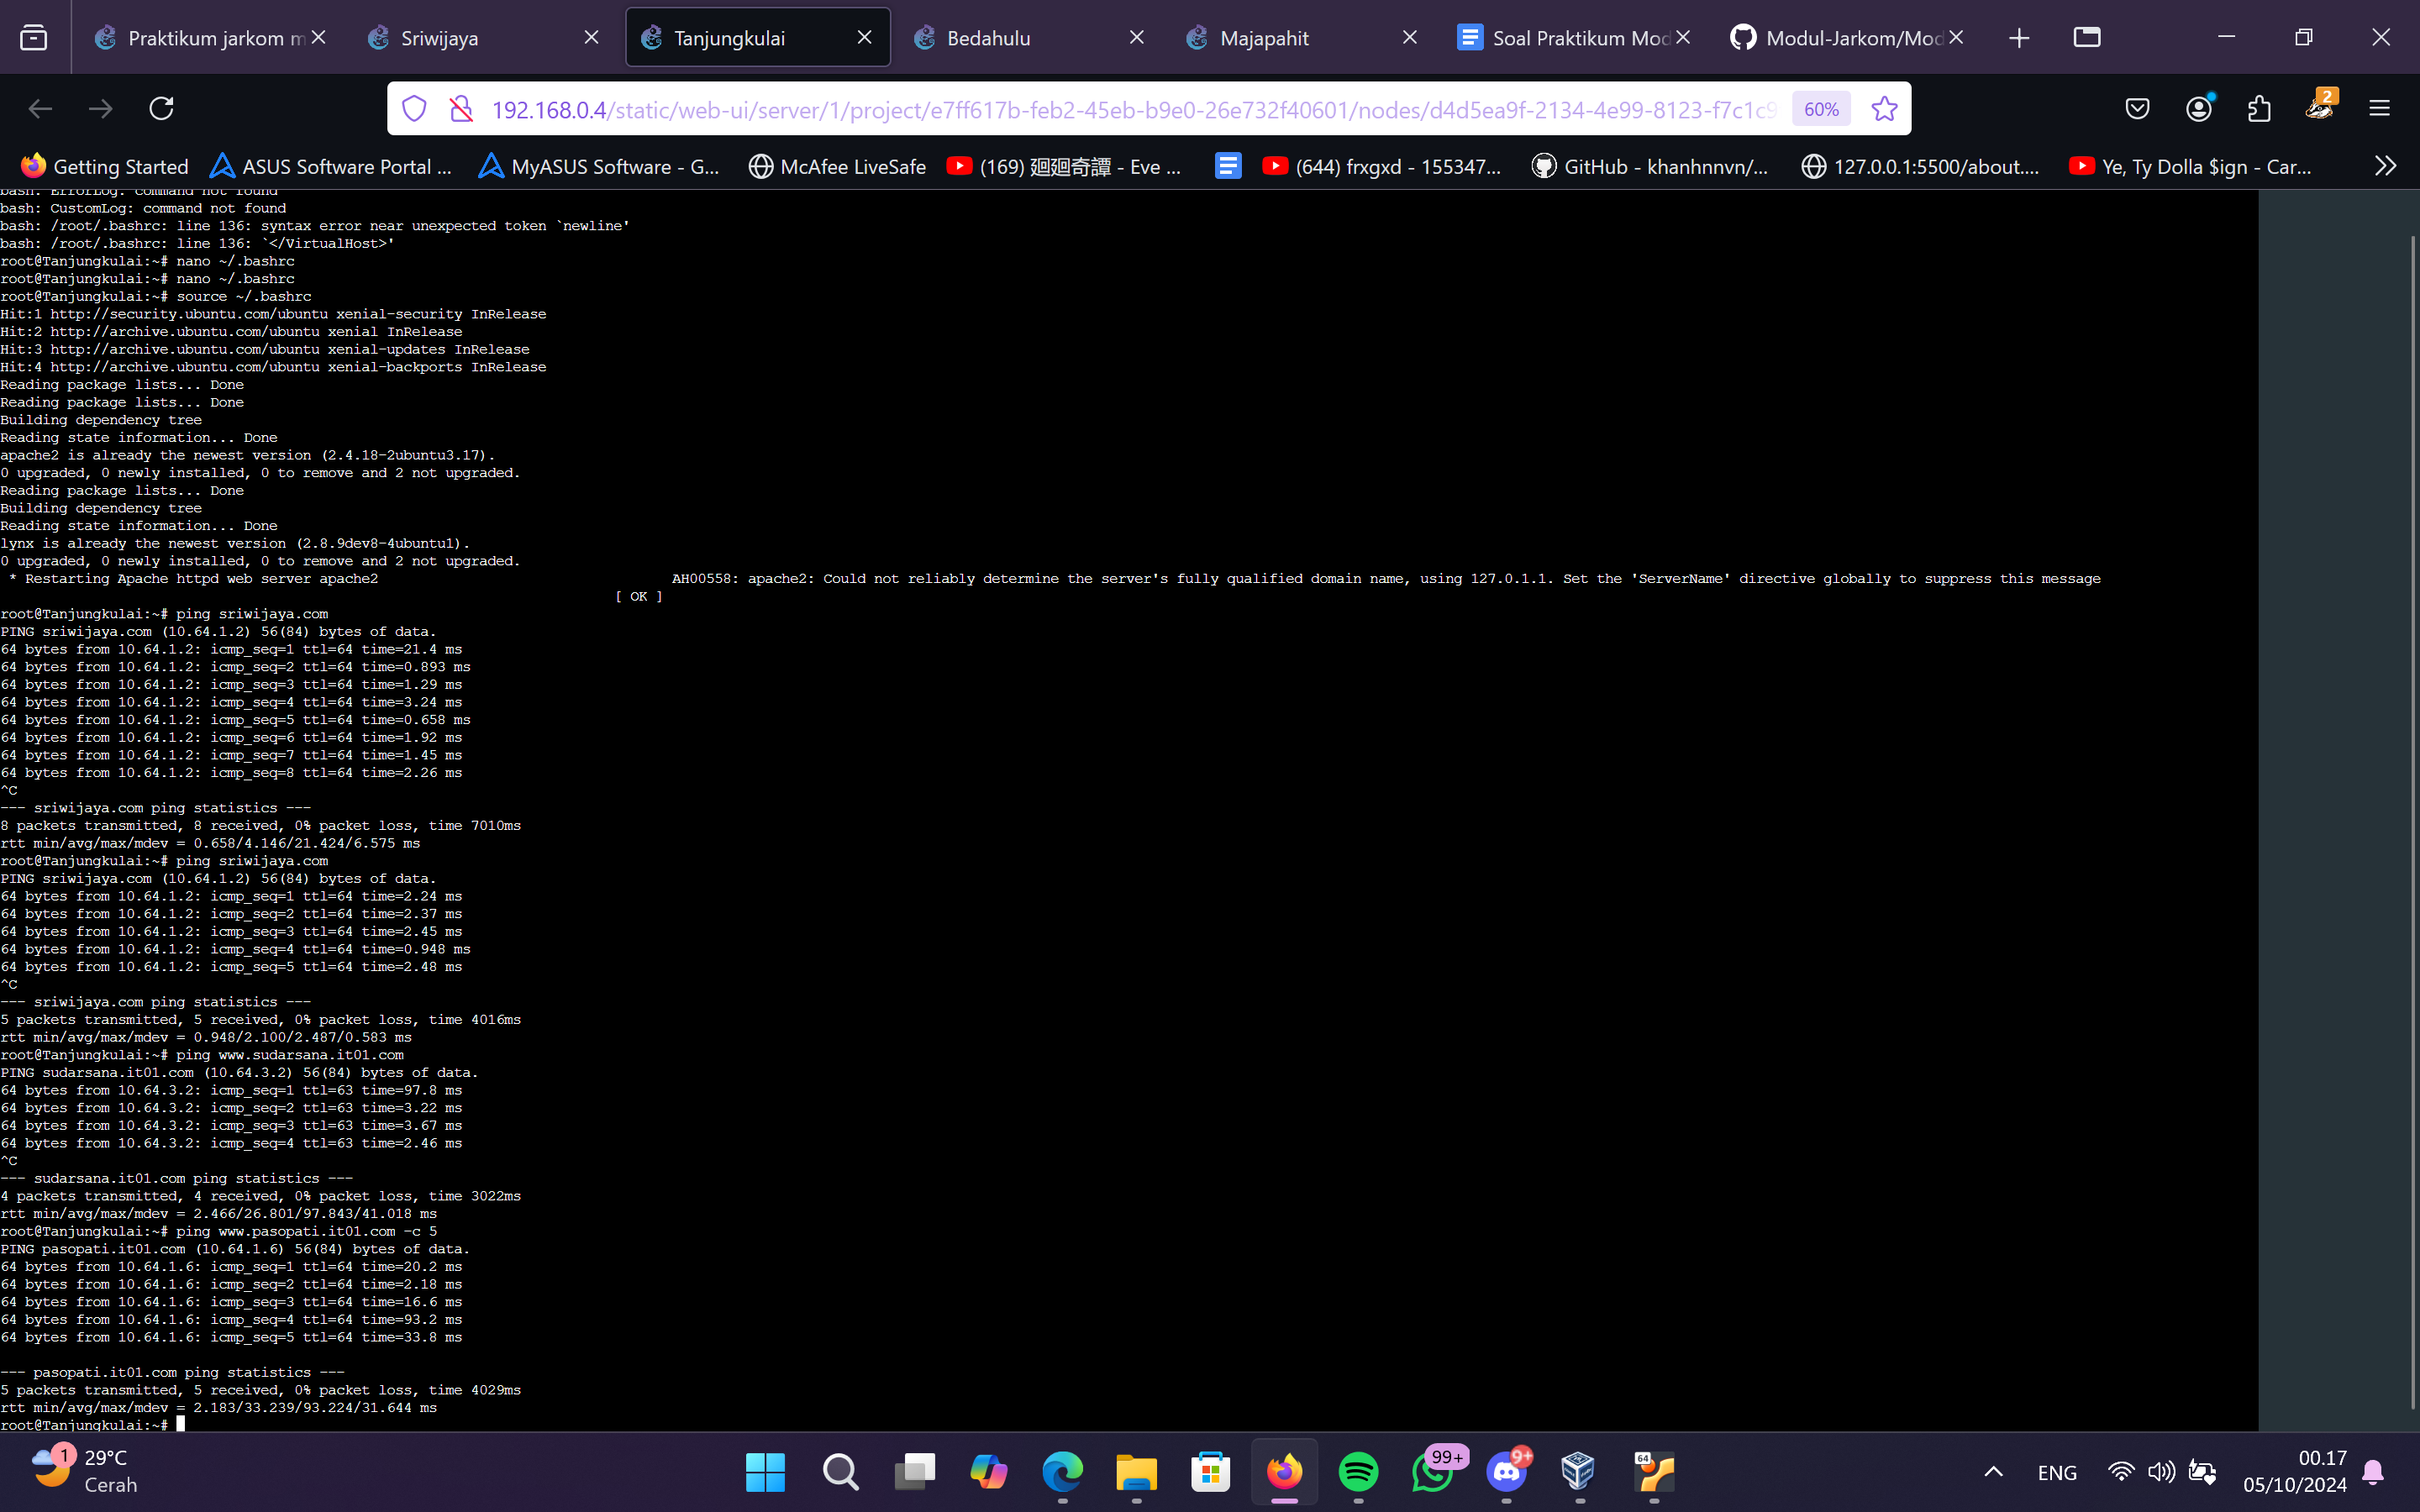 Praktikum jarkom m
Sriwijaya
Tanjungkulai
Bedahulu
Majapahit
Soal Praktikum Mod
Modul-Jarkom/Mod
192.168.0.4/static/web-ui/server/1/project/e7ff617b-feb2-45eb-b9e0-26e732f40601/nodes/d4d5ea9f-2134-4e99-8123-f7c1c9
60%
2
Getting Started
ASUS Software Portal ...
MyASUS Software - G...
McAfee LiveSafe
(169) 廻廻奇譚 - Eve ...
(644) frxgxd - 155347...
GitHub - khanhnnvn/...
127.0.0.1:5500/about....
Ye, Ty Dolla $ign - Car...
bash: ErrorLog: command not found
bash: CustomLog: command not found
bash: /root/.bashrc: line 136: syntax error near unexpected token `newline'
bash: /root/.bashrc: line 136: `</VirtualHost>'
root@Tanjungkulai:~# nano ~/.bashrc
root@Tanjungkulai:~# nano ~/.bashrc
root@Tanjungkulai:~# source ~/.bashrc
Hit:1 http://security.ubuntu.com/ubuntu xenial-security InRelease
Hit:2 http://archive.ubuntu.com/ubuntu xenial InRelease
Hit:3 http://archive.ubuntu.com/ubuntu xenial-updates InRelease
Hit:4 http://archive.ubuntu.com/ubuntu xenial-backports InRelease
Reading package lists... Done
Reading package lists... Done
Building dependency tree
Reading state information... Done
apache2 is already the newest version (2.4.18-2ubuntu3.17).
0 upgraded, 0 newly installed, 0 to remove and 2 not upgraded.
Reading package lists... Done
Building dependency tree
Reading state information... Done
lynx is already the newest version (2.8.9dev8-4ubuntu1).
0 upgraded, 0 newly installed, 0 to remove and 2 not upgraded.
* Restarting Apache httpd web server apache2 AH00558: apache2: Could not reliably determine the server's fully qualified domain name, using 127.0.1.1. Set the 'ServerName' directive globally to suppress this message
[ OK ]
root@Tanjungkulai:~# ping sriwijaya.com
PING sriwijaya.com (10.64.1.2) 56(84) bytes of data.
64 bytes from 10.64.1.2: icmp_seq=1 ttl=64 time=21.4 ms
64 bytes from 10.64.1.2: icmp_seq=2 ttl=64 time=0.893 ms
64 bytes from 10.64.1.2: icmp_seq=3 ttl=64 time=1.29 ms
64 bytes from 10.64.1.2: icmp_seq=4 ttl=64 time=3.24 ms
64 bytes from 10.64.1.2: icmp_seq=5 ttl=64 time=0.658 ms
64 bytes from 10.64.1.2: icmp_seq=6 ttl=64 time=1.92 ms
64 bytes from 10.64.1.2: icmp_seq=7 ttl=64 time=1.45 ms
64 bytes from 10.64.1.2: icmp_seq=8 ttl=64 time=2.26 ms
^C
--- sriwijaya.com ping statistics ---
8 packets transmitted, 8 received, 0% packet loss, time 7010ms
rtt min/avg/max/mdev = 0.658/4.146/21.424/6.575 ms
root@Tanjungkulai:~# ping sriwijaya.com
PING sriwijaya.com (10.64.1.2) 56(84) bytes of data.
64 bytes from 10.64.1.2: icmp_seq=1 ttl=64 time=2.24 ms
64 bytes from 10.64.1.2: icmp_seq=2 ttl=64 time=2.37 ms
64 bytes from 10.64.1.2: icmp_seq=3 ttl=64 time=2.45 ms
64 bytes from 10.64.1.2: icmp_seq=4 ttl=64 time=0.948 ms
64 bytes from 10.64.1.2: icmp_seq=5 ttl=64 time=2.48 ms
^C
--- sriwijaya.com ping statistics ---
5 packets transmitted, 5 received, 0% packet loss, time 4016ms
rtt min/avg/max/mdev = 0.948/2.100/2.487/0.583 ms
root@Tanjungkulai:~# ping www.sudarsana.it01.com
PING sudarsana.it01.com (10.64.3.2) 56(84) bytes of data.
64 bytes from 10.64.3.2: icmp_seq=1 ttl=63 time=97.8 ms
64 bytes from 10.64.3.2: icmp_seq=2 ttl=63 time=3.22 ms
64 bytes from 10.64.3.2: icmp_seq=3 ttl=63 time=3.67 ms
64 bytes from 10.64.3.2: icmp_seq=4 ttl=63 time=2.46 ms
^C
--- sudarsana.it01.com ping statistics ---
4 packets transmitted, 4 received, 0% packet loss, time 3022ms
rtt min/avg/max/mdev = 2.466/26.801/97.843/41.018 ms
root@Tanjungkulai:~# ping www.pasopati.it01.com -c 5
PING pasopati.it01.com (10.64.1.6) 56(84) bytes of data.
64 bytes from 10.64.1.6: icmp_seq=1 ttl=64 time=20.2 ms
64 bytes from 10.64.1.6: icmp_seq=2 ttl=64 time=2.18 ms
64 bytes from 10.64.1.6: icmp_seq=3 ttl=64 time=16.6 ms
64 bytes from 10.64.1.6: icmp_seq=4 ttl=64 time=93.2 ms
64 bytes from 10.64.1.6: icmp_seq=5 ttl=64 time=33.8 ms
--- pasopati.it01.com ping statistics ---
5 packets transmitted, 5 received, 0% packet loss, time 4029ms
rtt min/avg/max/mdev = 2.183/33.239/93.224/31.644 ms
root@Tanjungkulai:~#
1
29°C
Cerah
99+
9+
64
ENG
00.17
05/10/2024